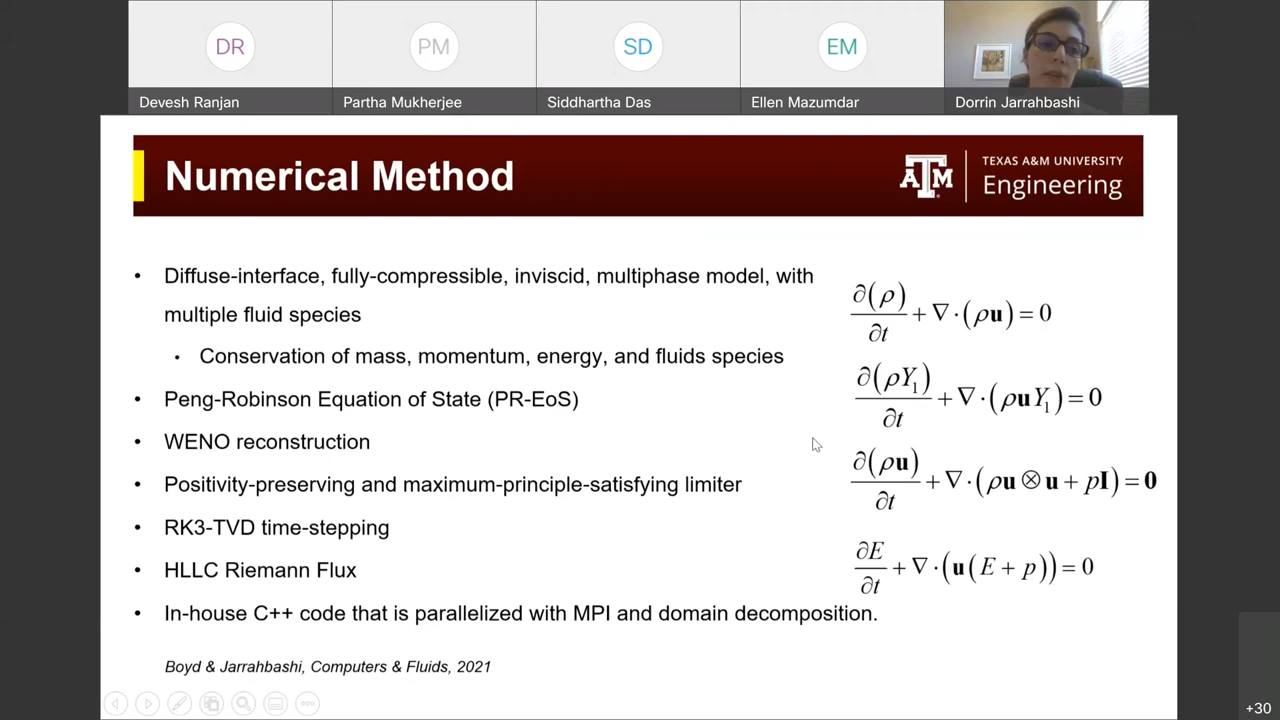 DR
PM
SD
EM
Devesh Ranjan
Partha Mukherjee
Siddhartha Das
Ellen Mazumdar
Dorrin Jarrahbashi
Numerical Method
ĀM
TEXAS A&M UNIVERSITY
Engineering
• Diffuse-interface, fully-compressible, inviscid, multiphase model, with
multiple fluid species
• Conservation of mass, momentum, energy, and fluids species
• Peng-Robinson Equation of State (PR-EoS)
• WENO reconstruction
• Positivity-preserving and maximum-principle-satisfying limiter
• RK3-TVD time-stepping
• HLLC Riemann Flux
• In-house C++ code that is parallelized with MPI and domain decomposition.
∂(ρ)/∂t + ∇·(ρu) = 0
∂(ρY₁)/∂t + ∇·(ρuY₁) = 0
∂(ρu)/∂t + ∇·(ρu⊗u + pI) = 0
∂E/∂t + ∇·(u(E + p)) = 0
Boyd & Jarrahbashi, Computers & Fluids, 2021
+30